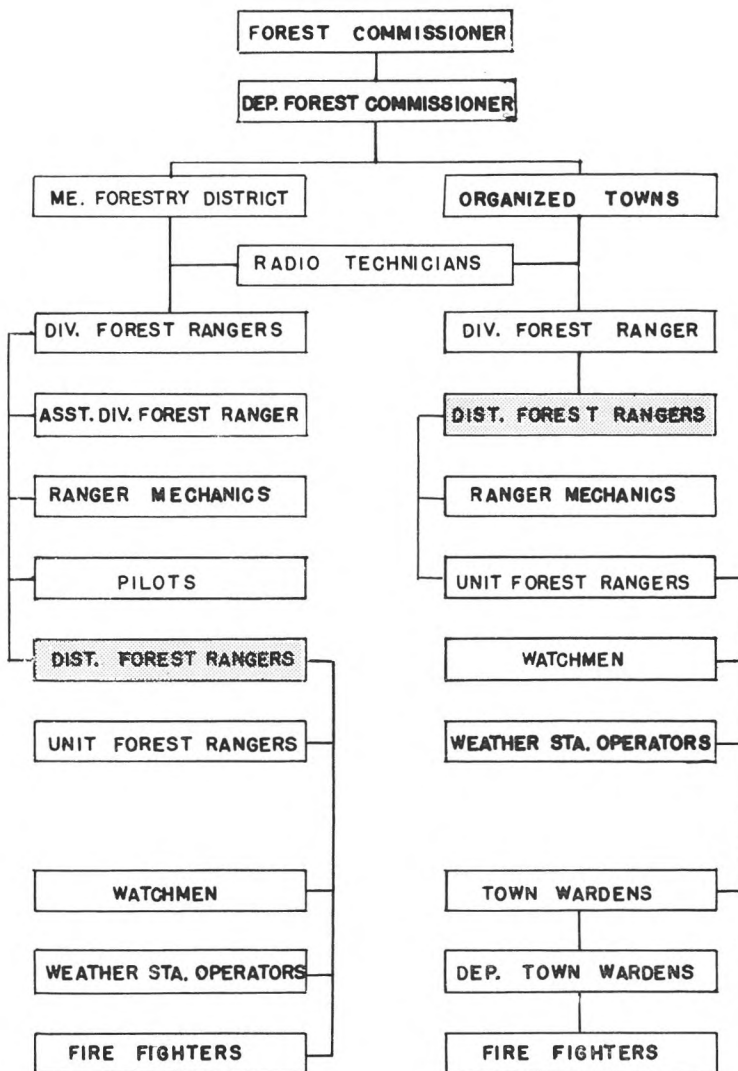 FOREST COMMISSIONER
DEP. FOREST COMMISSIONER
ME. FORESTRY DISTRICT
ORGANIZED TOWNS
RADIO TECHNICIANS
DIV. FOREST RANGERS
DIV. FOREST RANGER
ASST. DIV. FOREST RANGER
DIST. FOREST RANGERS
RANGER MECHANICS
RANGER MECHANICS
PILOTS
UNIT FOREST RANGERS
DIST. FOREST RANGERS
WATCHMEN
UNIT FOREST RANGERS
WEATHER STA. OPERATORS
WATCHMEN
TOWN WARDENS
WEATHER STA. OPERATORS
DEP. TOWN WARDENS
FIRE FIGHTERS
FIRE FIGHTERS